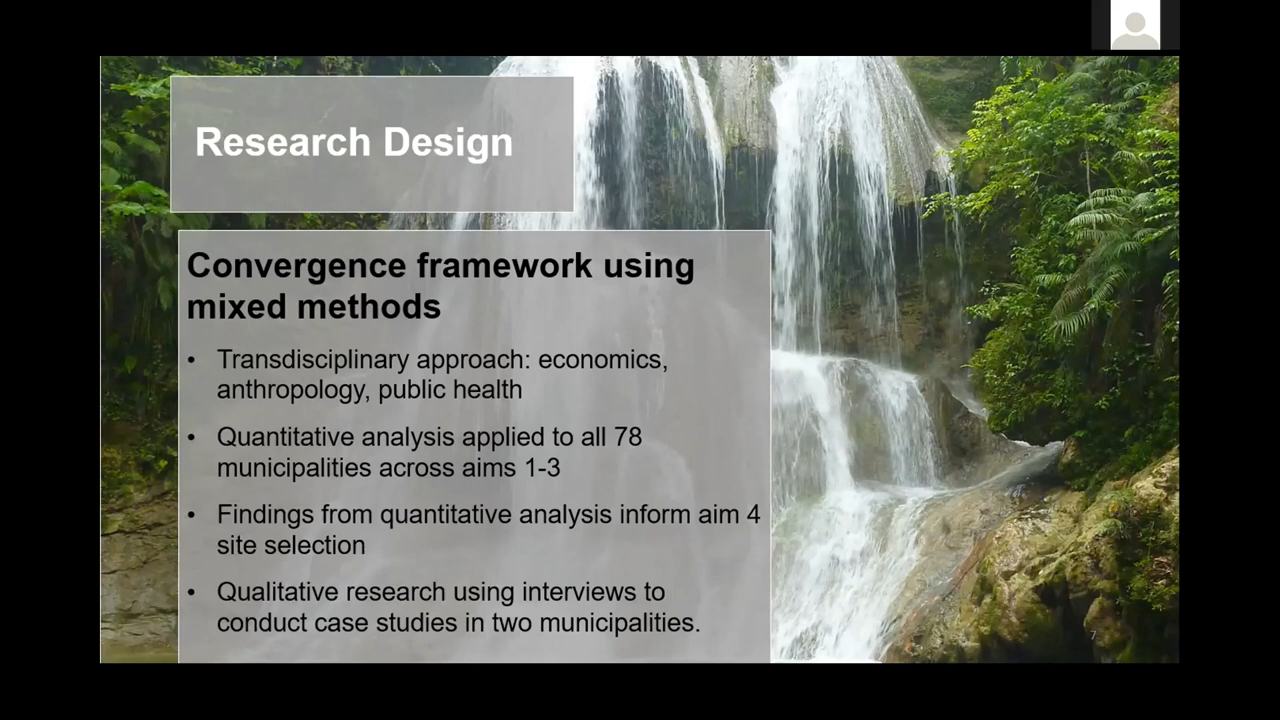 Research Design
Convergence framework using
mixed methods
• Transdisciplinary approach: economics,
anthropology, public health
• Quantitative analysis applied to all 78
municipalities across aims 1-3
• Findings from quantitative analysis inform aim 4
site selection
• Qualitative research using interviews to
conduct case studies in two municipalities.